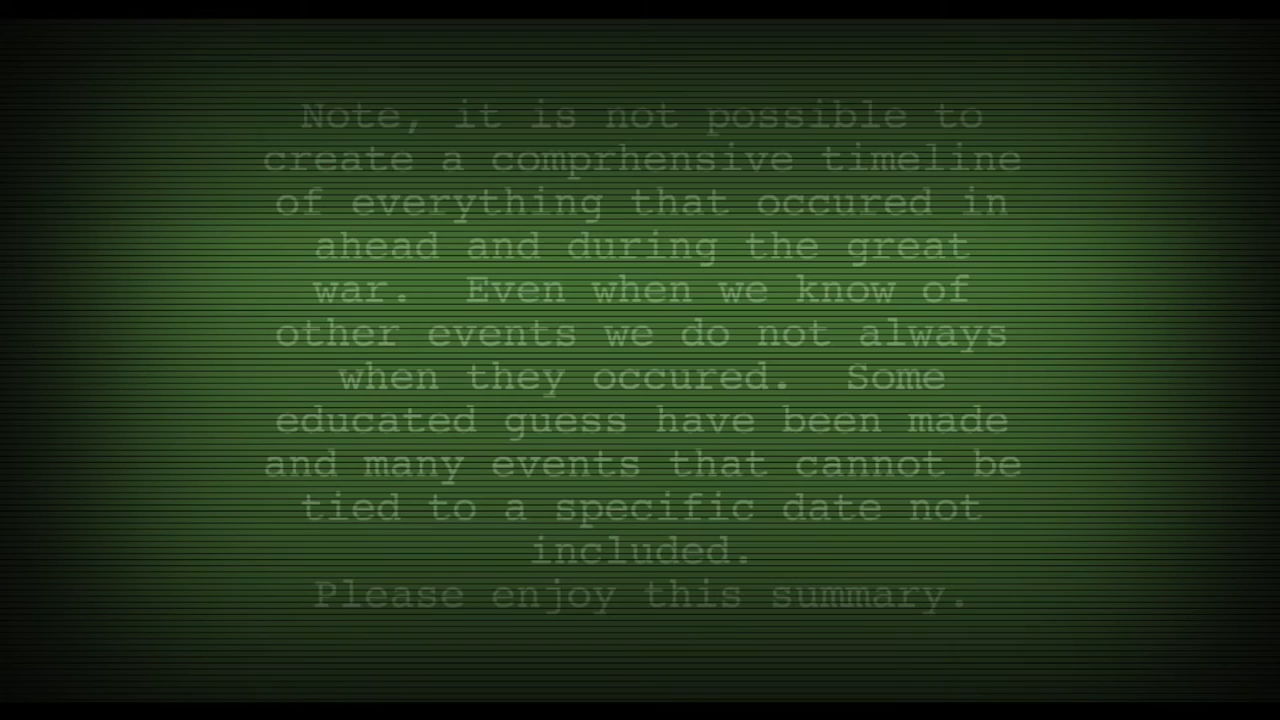 Note, it is not possible to
create a comprhensive timeline
of everything that occured in
ahead and during the great
war.  Even when we know of
other events we do not always
when they occured.  Some
educated guess have been made
and many events that cannot be
tied to a specific date not
included.
Please enjoy this summary.